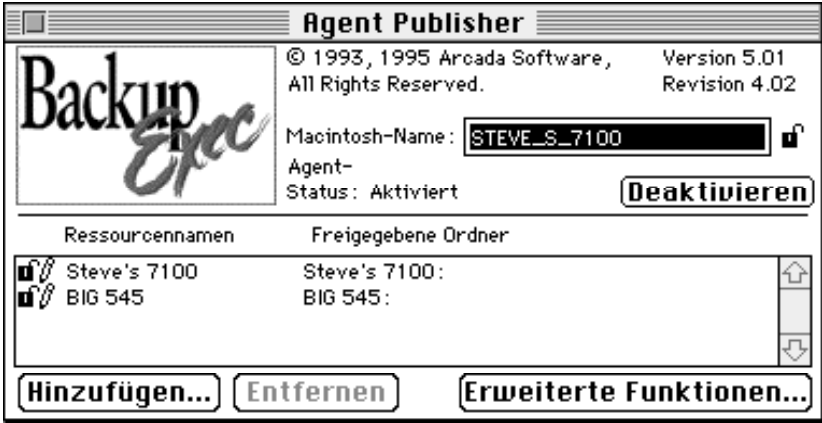 Agent Publisher
Backup
Exec
© 1993, 1995 Arcada Software,
All Rights Reserved.
Version 5.01
Revision 4.02
Macintosh-Name: STEVE_S_7100
Agent-
Status: Aktiviert
Deaktivieren
Ressourcennamen Freigegebene Ordner
Steve's 7100 Steve's 7100:
BIG 545 BIG 545:
Hinzufügen... Entfernen Erweiterte Funktionen...